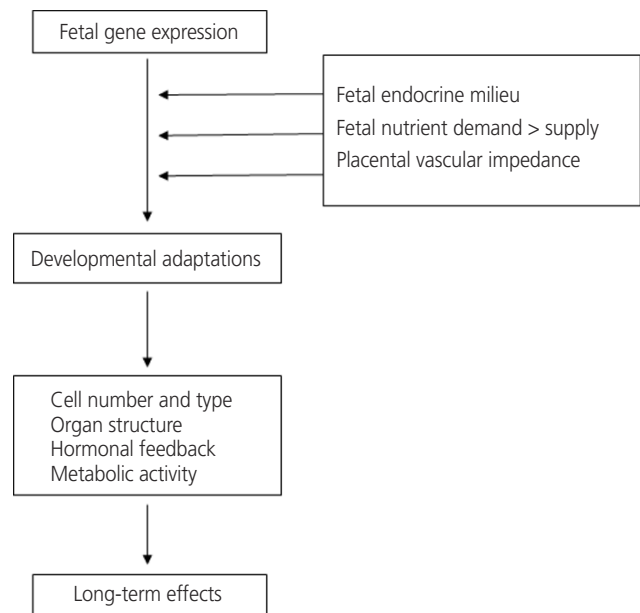 Fetal gene expression
Fetal endocrine milieu
Fetal nutrient demand > supply
Placental vascular impedance
Developmental adaptations
Cell number and type
Organ structure
Hormonal feedback
Metabolic activity
Long-term effects